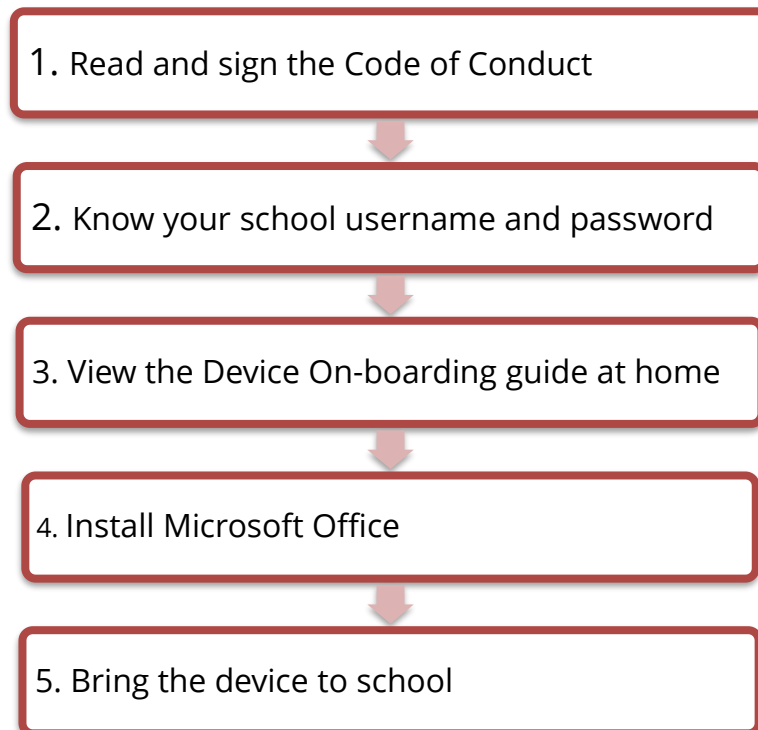 1. Read and sign the Code of Conduct
2. Know your school username and password
3. View the Device On-boarding guide at home
4. Install Microsoft Office
5. Bring the device to school